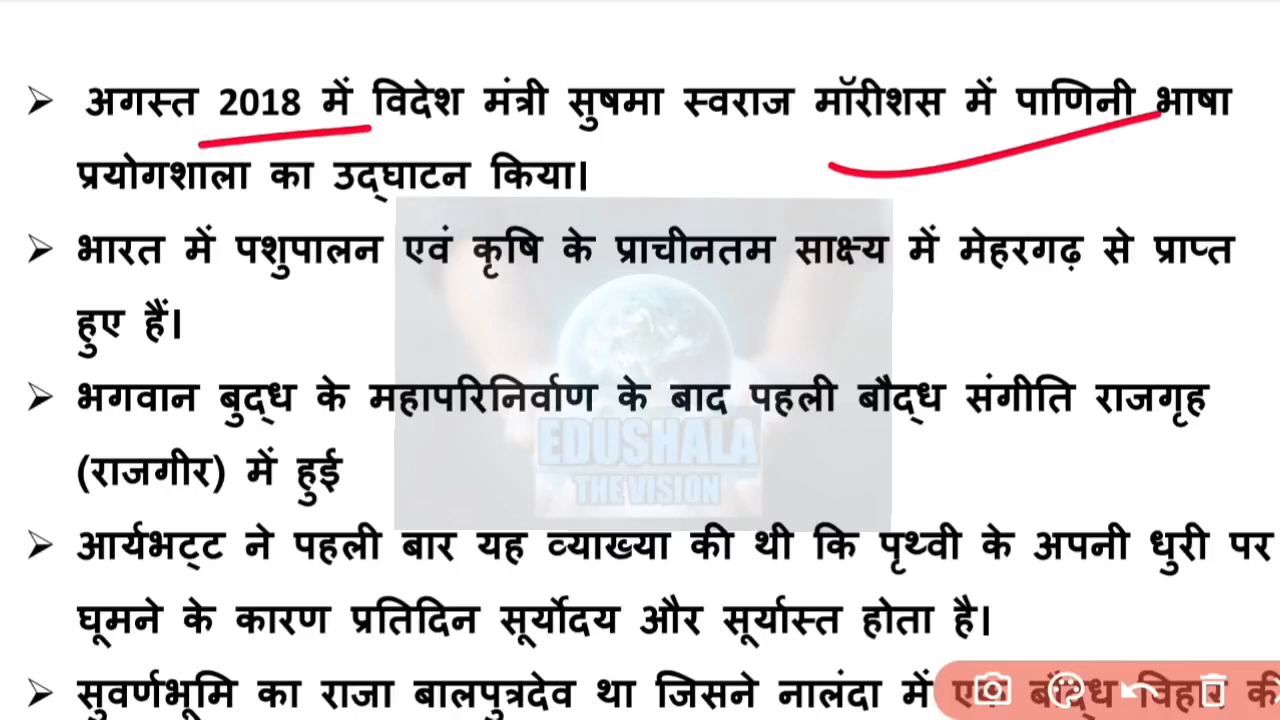 ➢ अगस्त 2018 में विदेश मंत्री सुषमा स्वराज मॉरीशस में पाणिनी भाषा
प्रयोगशाला का उद्घाटन किया।
➢ भारत में पशुपालन एवं कृषि के प्राचीनतम साक्ष्य में मेहरगढ़ से प्राप्त
हुए हैं।
➢ भगवान बुद्ध के महापरिनिर्वाण के बाद पहली बौद्ध संगीति राजगृह
(राजगीर) में हुई
➢ आर्यभट्ट ने पहली बार यह व्याख्या की थी कि पृथ्वी के अपनी धुरी पर
घूमने के कारण प्रतिदिन सूर्योदय और सूर्यास्त होता है।
➢ सुवर्णभूमि का राजा बालपुत्रदेव था जिसने नालंदा में एक बौद्ध विहार की
EDUSHALA
THE VISION